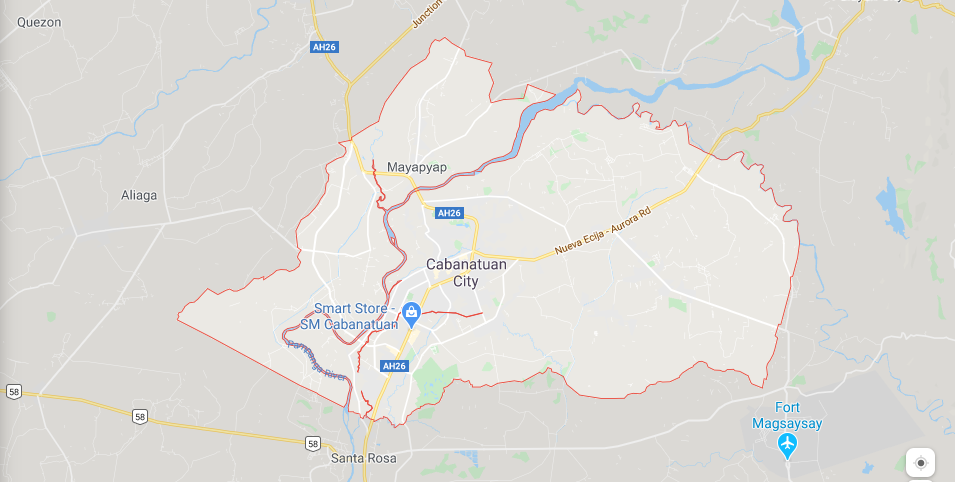 Quezon
Junction
AH26
Mayapyap
Aliaga
AH26
Nueva Ecija - Aurora Rd
Cabanatuan
City
Smart Store -
SM Cabanatuan
Pampanga River
AH26
58
58
58
Fort
Magsaysay
Santa Rosa